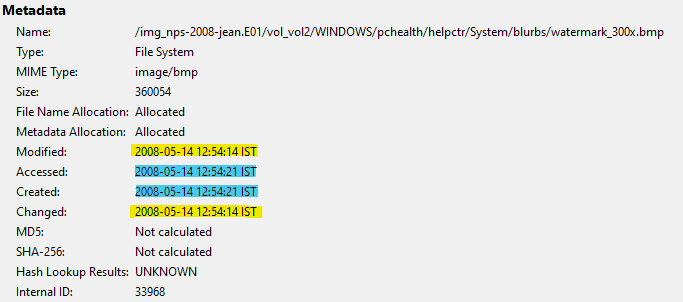 Metadata
Name: /img_nps-2008-jean.E01/vol_vol2/WINDOWS/pchealth/helpctr/System/blurbs/watermark_300x.bmp
Type: File System
MIME Type: image/bmp
Size: 360054
File Name Allocation: Allocated
Metadata Allocation: Allocated
Modified: 2008-05-14 12:54:14 IST
Accessed: 2008-05-14 12:54:21 IST
Created: 2008-05-14 12:54:21 IST
Changed: 2008-05-14 12:54:14 IST
MD5: Not calculated
SHA-256: Not calculated
Hash Lookup Results: UNKNOWN
Internal ID: 33968